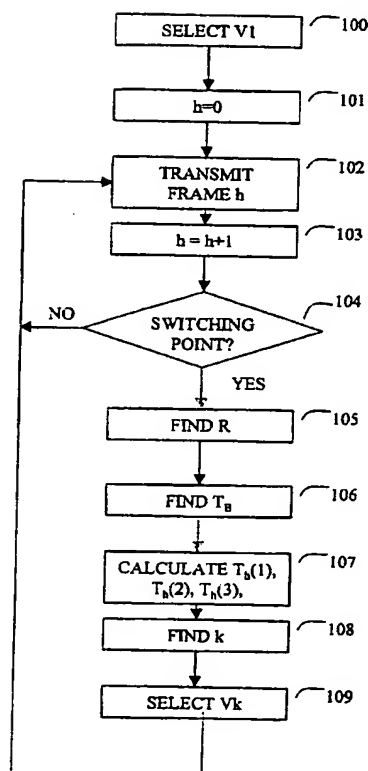 SELECT V1
100
h=0
101
TRANSMIT
FRAME h
102
h = h+1
103
SWITCHING
POINT?
104
NO
YES
FIND R
105
FIND T_B
106
CALCULATE T_h(1),
T_h(2), T_h(3),
107
FIND k
108
SELECT Vk
109